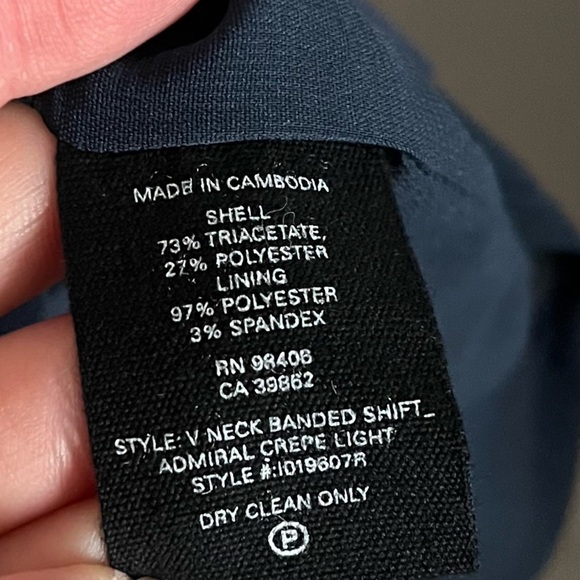 MADE IN CAMBODIA
SHELL
73% TRIACETATE,
27% POLYESTER
LINING
97% POLYESTER
3% SPANDEX
RN 98406
CA 39862
STYLE: V NECK BANDED SHIFT_
ADMIRAL CREPE LIGHT
STYLE #:I019607R
DRY CLEAN ONLY
P